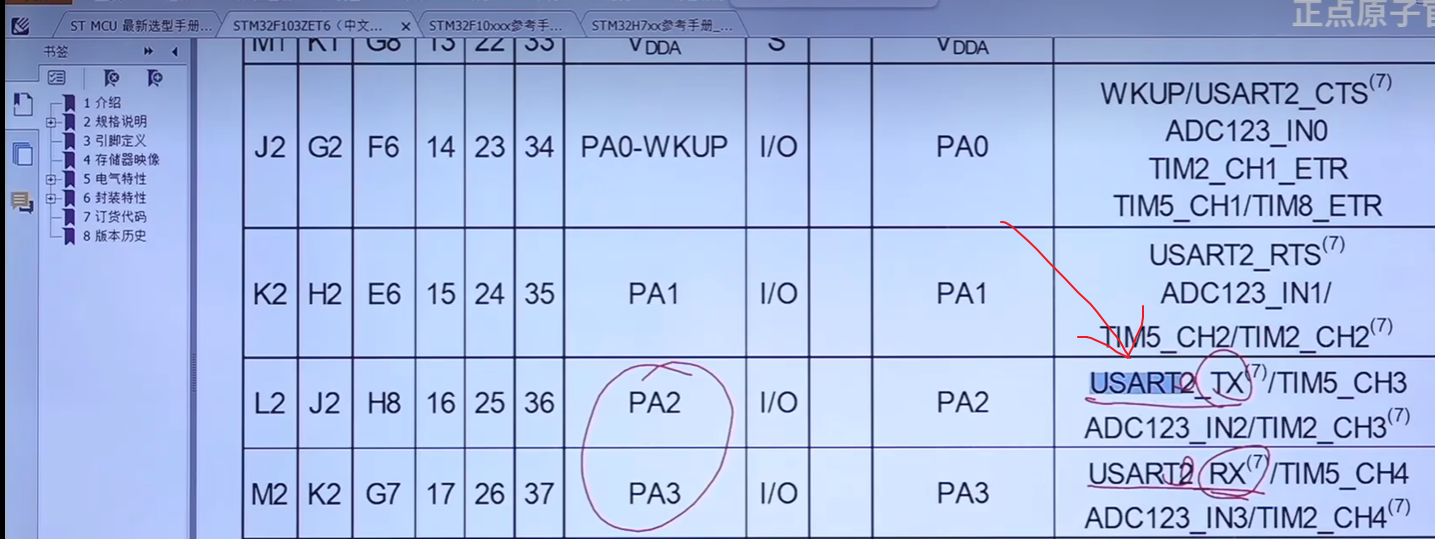 正点原子
ST MCU 最新选型手册...
STM32F103ZET6（中文...
STM32F10xxx参考手...
STM32H7xx参考手册_...
书签
1 介绍
2 规格说明
3 引脚定义
4 存储器映像
5 电气特性
6 封装特性
7 订货代码
8 版本历史
M1 K1 G8 13 22 33 VDDA S VDDA
J2 G2 F6 14 23 34 PA0-WKUP I/O PA0
WKUP/USART2_CTS(7)
ADC123_IN0
TIM2_CH1_ETR
TIM5_CH1/TIM8_ETR
K2 H2 E6 15 24 35 PA1 I/O PA1
USART2_RTS(7)
ADC123_IN1/
TIM5_CH2/TIM2_CH2(7)
L2 J2 H8 16 25 36 PA2 I/O PA2
USART2_TX(7)/TIM5_CH3
ADC123_IN2/TIM2_CH3(7)
M2 K2 G7 17 26 37 PA3 I/O PA3
USART2_RX(7)/TIM5_CH4
ADC123_IN3/TIM2_CH4(7)